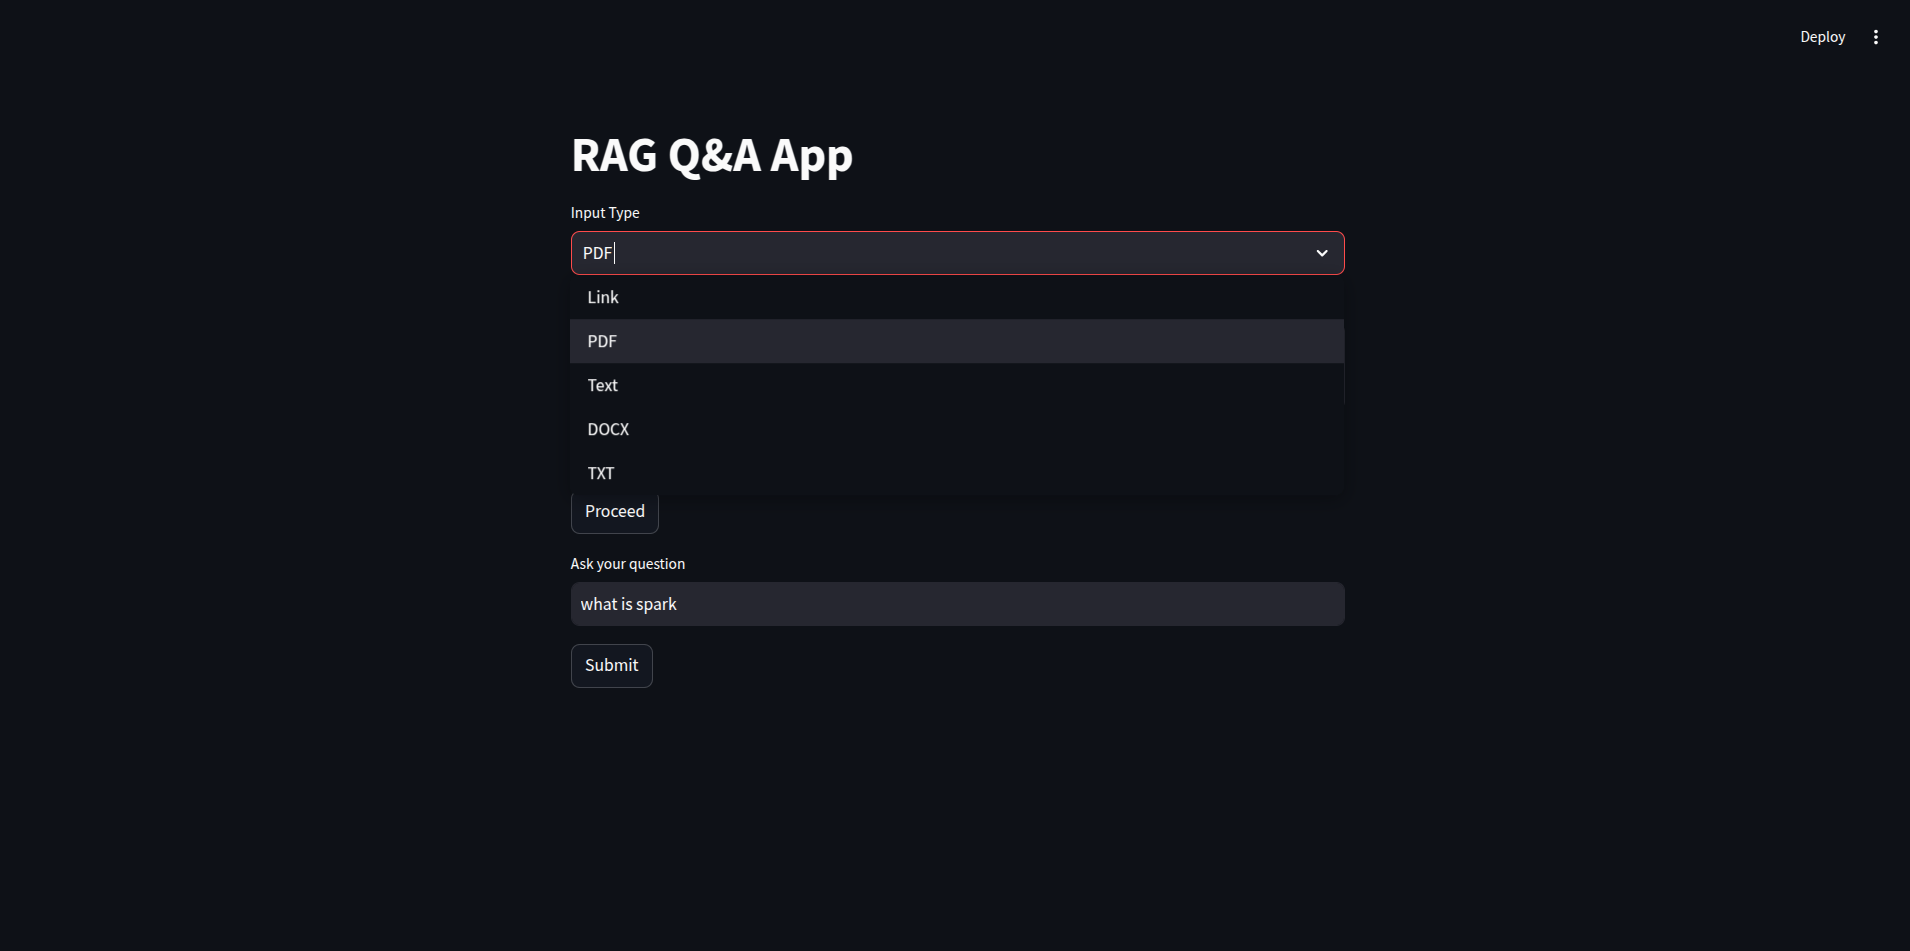 Deploy
RAG Q&A App
Input Type
PDF
Link
PDF
Text
DOCX
TXT
Proceed
Ask your question
what is spark
Submit